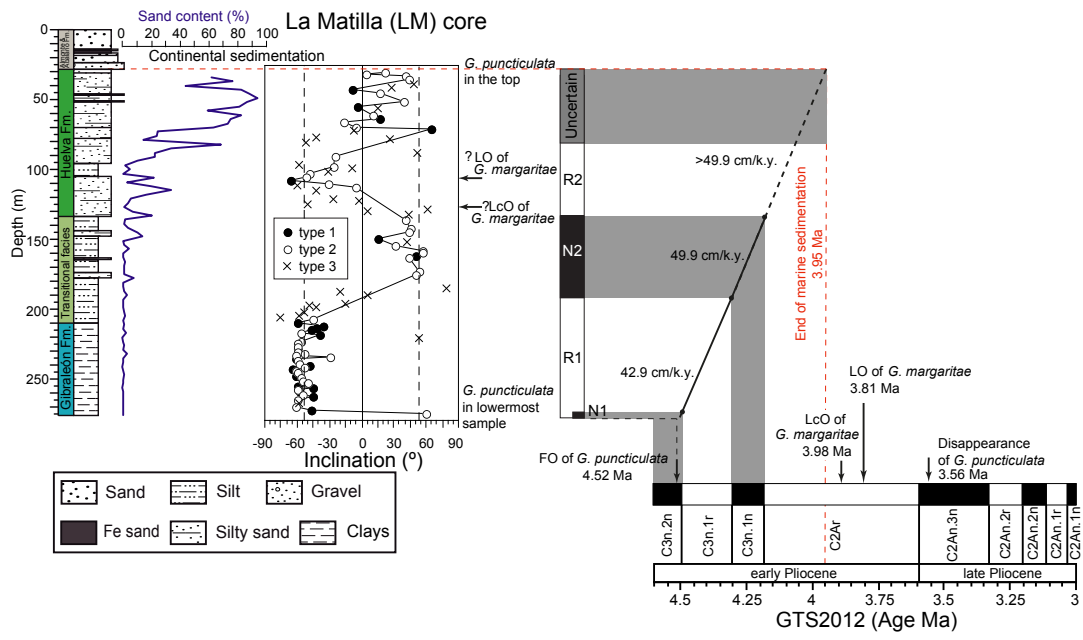 La Matilla (LM) core
Sand content (%)
0 20 40 60 80 100
Continental sedimentation
Depth (m)
0
50
100
150
200
250
Huelva Fm.
Transitional facies
Gibraleón Fm.
type 1
type 2
type 3
-90 -60 -30 0 30 60 90
Inclination (º)
G. puncticulata
in the top
? LO of
G. margaritae
?LcO of
G. margaritae
G. puncticulata
in lowermost
sample
Uncertain
R2
N2
R1
N1
>49.9 cm/k.y.
49.9 cm/k.y.
42.9 cm/k.y.
End of marine sedimentation
3.95 Ma
FO of G. puncticulata
4.52 Ma
LO of G. margaritae
3.81 Ma
LcO of
G. margaritae
3.98 Ma
Disappearance
of G. puncticulata
3.56 Ma
C3n.2n
C3n.1r
C3n.1n
C2Ar
C2An.3n
C2An.2r
C2An.2n
C2An.1r
C2An.1n
early Pliocene
late Pliocene
4.5 4.25 4 3.75 3.5 3.25 3
GTS2012 (Age Ma)
Sand
Silt
Gravel
Fe sand
Silty sand
Clays